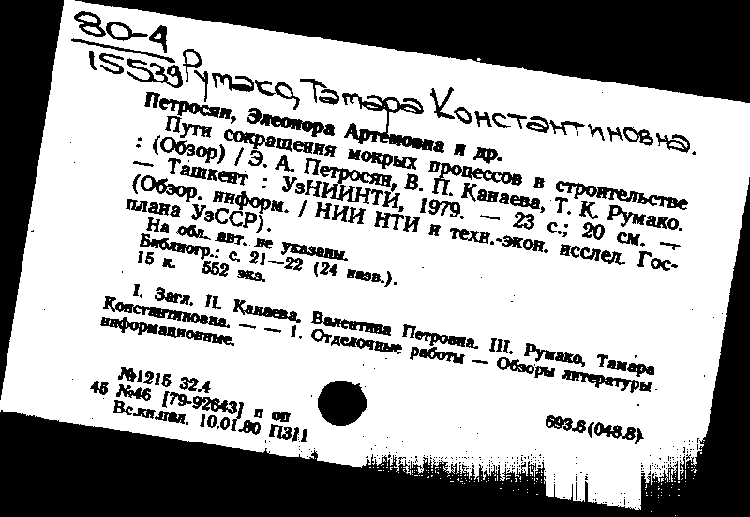 80-4
15539
Румако, Тамара Константиновна.
Петросян, Элеонора Артемовна и др.
Пути сокращения мокрых процессов в строительстве
: (Обзор) / Э. А. Петросян, В. П. Канаева, Т. К. Румако.
— Ташкент : УзНИИНТИ, 1979. — 23 с.; 20 см. —
(Обзор. информ. / НИИ НТИ и техн.-экон. исслед. Гос-
плана УзССР).
На обл. авт. не указаны.
Библиогр.: с. 21—22 (24 назв.).
15 к. 552 экз.
I. Загл. II. Канаева, Валентина Петровна. III. Румако, Тамара
Константиновна. — — 1. Отделочные работы — Обзоры литературы
информационные.
№1215 32.4
45 №46 [79-92643] п оп
Вс.кн.пал. 10.01.80 П311
693.6(048.8)